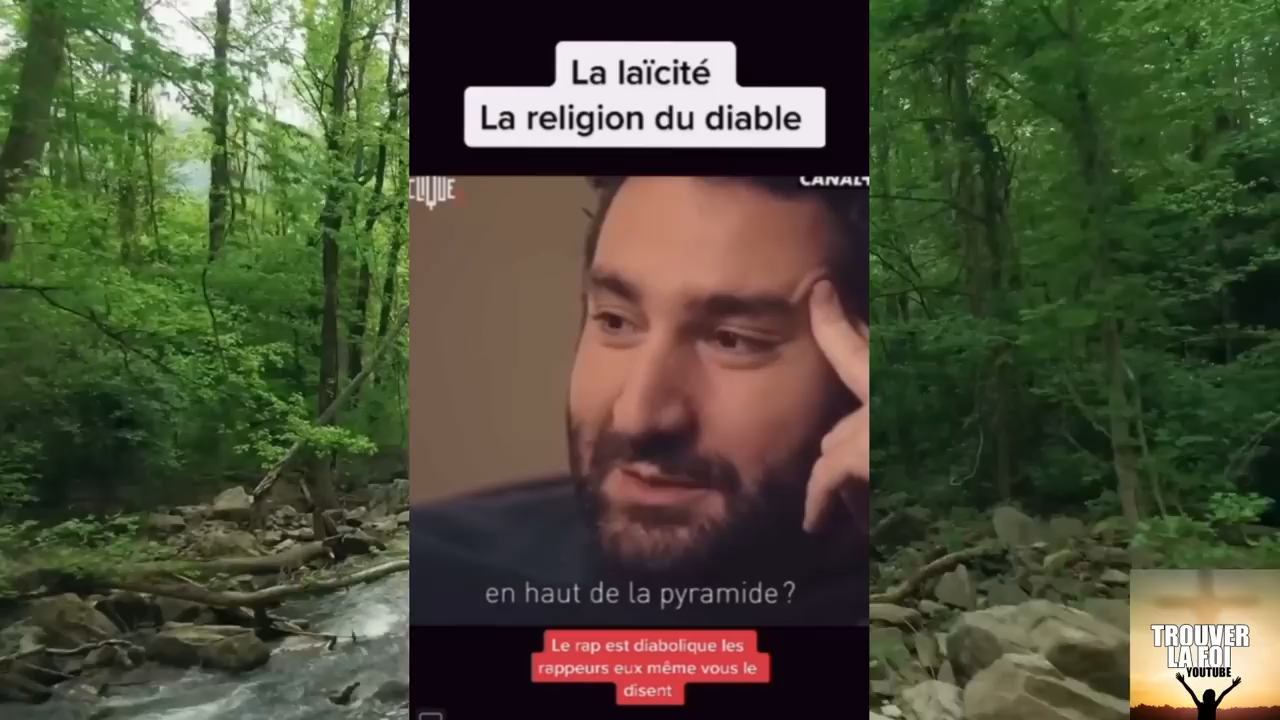 La laïcité
La religion du diable
CLIQUE
CANAL+
en haut de la pyramide ?
Le rap est diabolique les
rappeurs eux même vous le
disent
TROUVER
LA FOI
YOUTUBE